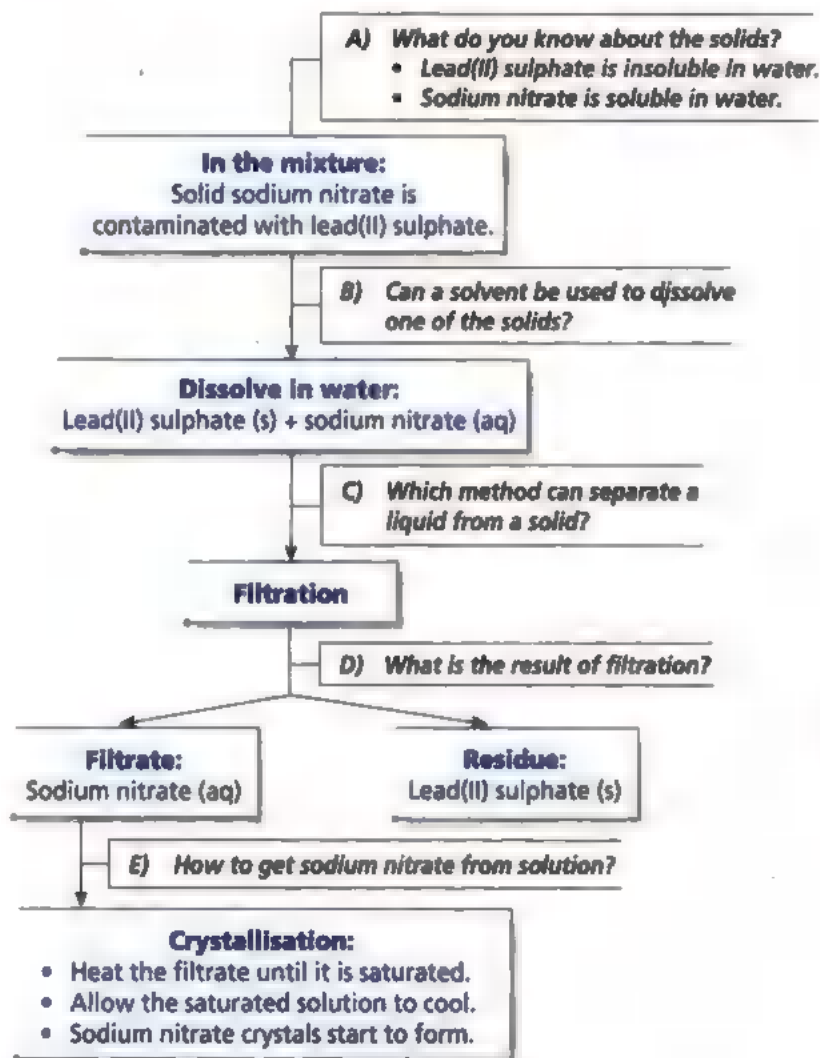 A) What do you know about the solids?
• Lead(II) sulphate is insoluble in water.
• Sodium nitrate is soluble in water.
In the mixture:
Solid sodium nitrate is
contaminated with lead(II) sulphate.
B) Can a solvent be used to dissolve
one of the solids?
Dissolve in water:
Lead(II) sulphate (s) + sodium nitrate (aq)
C) Which method can separate a
liquid from a solid?
Filtration
D) What is the result of filtration?
Filtrate:
Sodium nitrate (aq)
Residue:
Lead(II) sulphate (s)
E) How to get sodium nitrate from solution?
Crystallisation:
• Heat the filtrate until it is saturated.
• Allow the saturated solution to cool.
• Sodium nitrate crystals start to form.